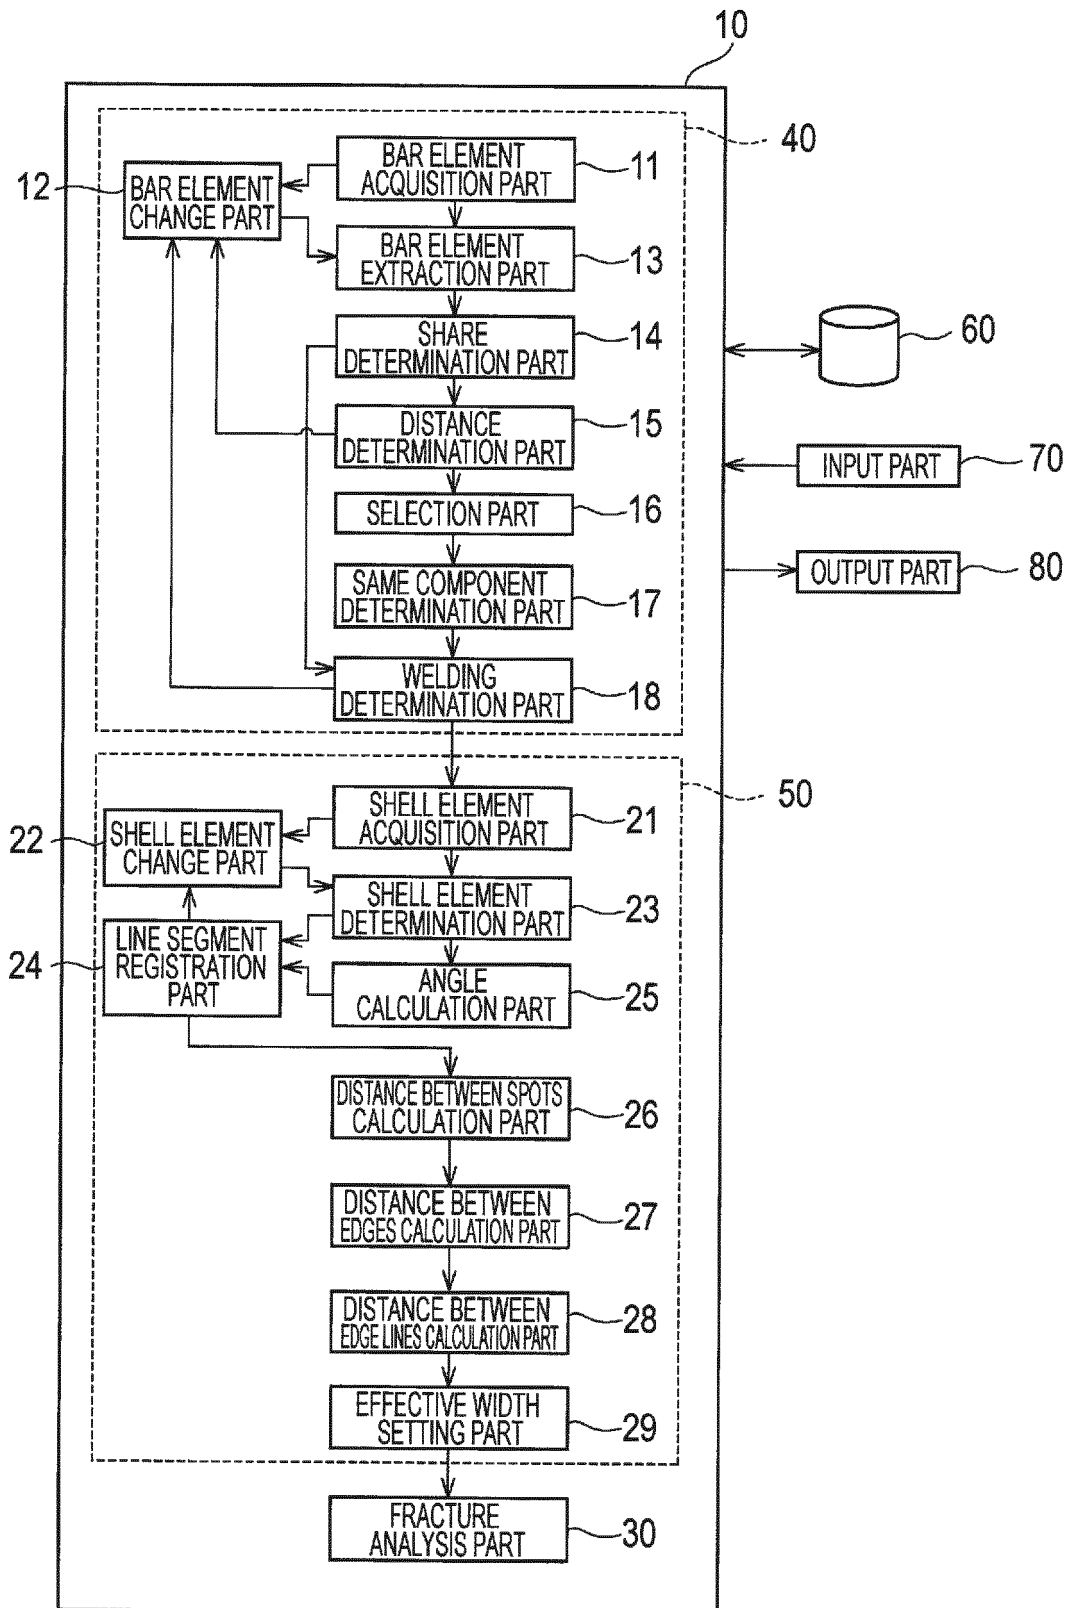 10
40
BAR ELEMENT
ACQUISITION PART
11
12
BAR ELEMENT
CHANGE PART
BAR ELEMENT
EXTRACTION PART
13
SHARE
DETERMINATION PART
14
60
DISTANCE
DETERMINATION PART
15
INPUT PART
70
SELECTION PART
16
OUTPUT PART
80
SAME COMPONENT
DETERMINATION PART
17
WELDING
DETERMINATION PART
18
50
SHELL ELEMENT
ACQUISITION PART
21
22
SHELL ELEMENT
CHANGE PART
SHELL ELEMENT
DETERMINATION PART
23
24
LINE SEGMENT
REGISTRATION
PART
ANGLE
CALCULATION PART
25
DISTANCE BETWEEN SPOTS
CALCULATION PART
26
DISTANCE BETWEEN
EDGES CALCULATION PART
27
DISTANCE BETWEEN
EDGE LINES CALCULATION PART
28
EFFECTIVE WIDTH
SETTING PART
29
FRACTURE
ANALYSIS PART
30